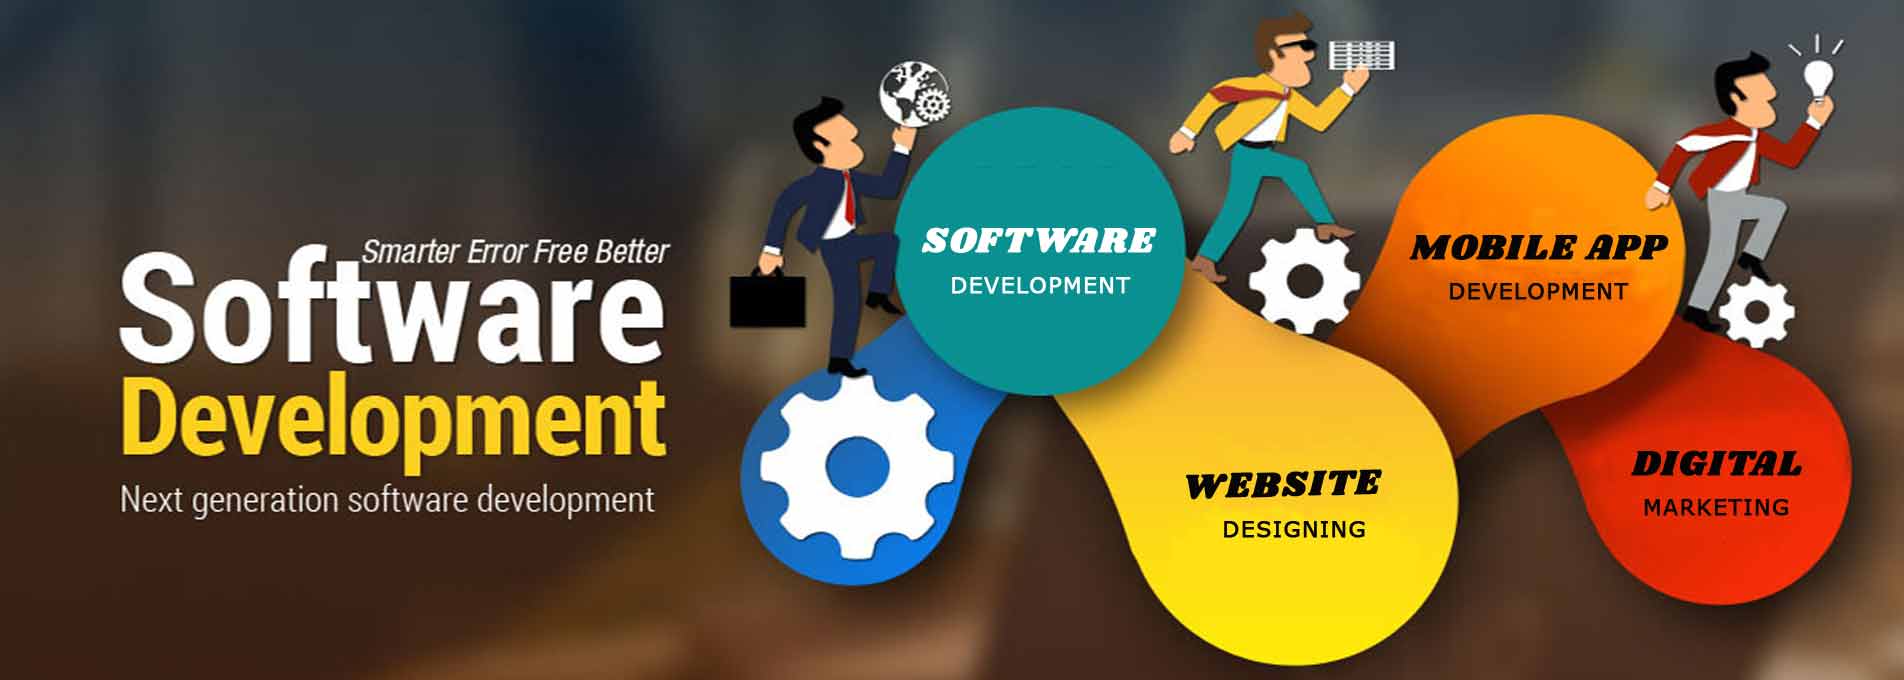 Smarter Error Free Better
Software
Development
Next generation software development
SOFTWARE
DEVELOPMENT
WEBSITE
DESIGNING
MOBILE APP
DEVELOPMENT
DIGITAL
MARKETING